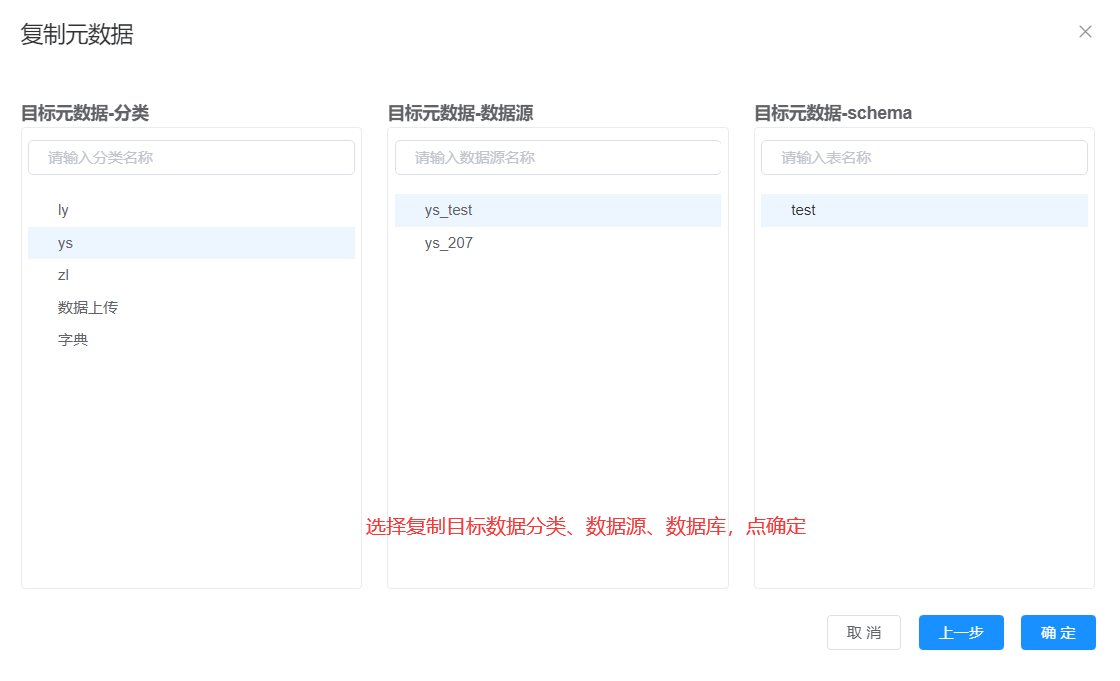 复制元数据
目标元数据-分类
请输入分类名称
ly
ys
zl
数据上传
字典
目标元数据-数据源
请输入数据源名称
ys_test
ys_207
目标元数据-schema
请输入表名称
test
选择复制目标数据分类、数据源、数据库，点确定
取 消
上一步
确 定